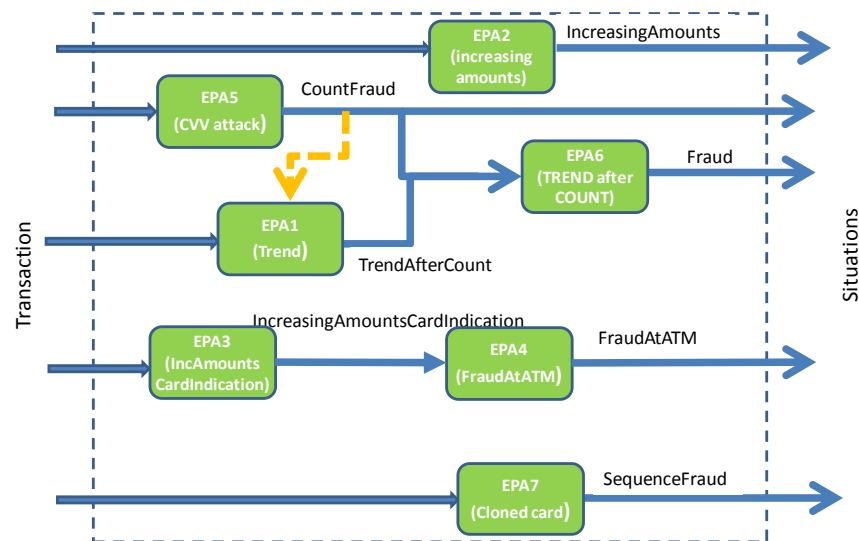 EPA2
(increasing
amounts)
IncreasingAmounts
EPA5
(CVV attack)
CountFraud
EPA6
(TREND after
COUNT)
Fraud
EPA1
(Trend)
TrendAfterCount
Transaction
Situations
IncreasingAmountsCardIndication
EPA3
(IncAmounts
CardIndication)
EPA4
(FraudAtATM)
FraudAtATM
EPA7
(Cloned card)
SequenceFraud